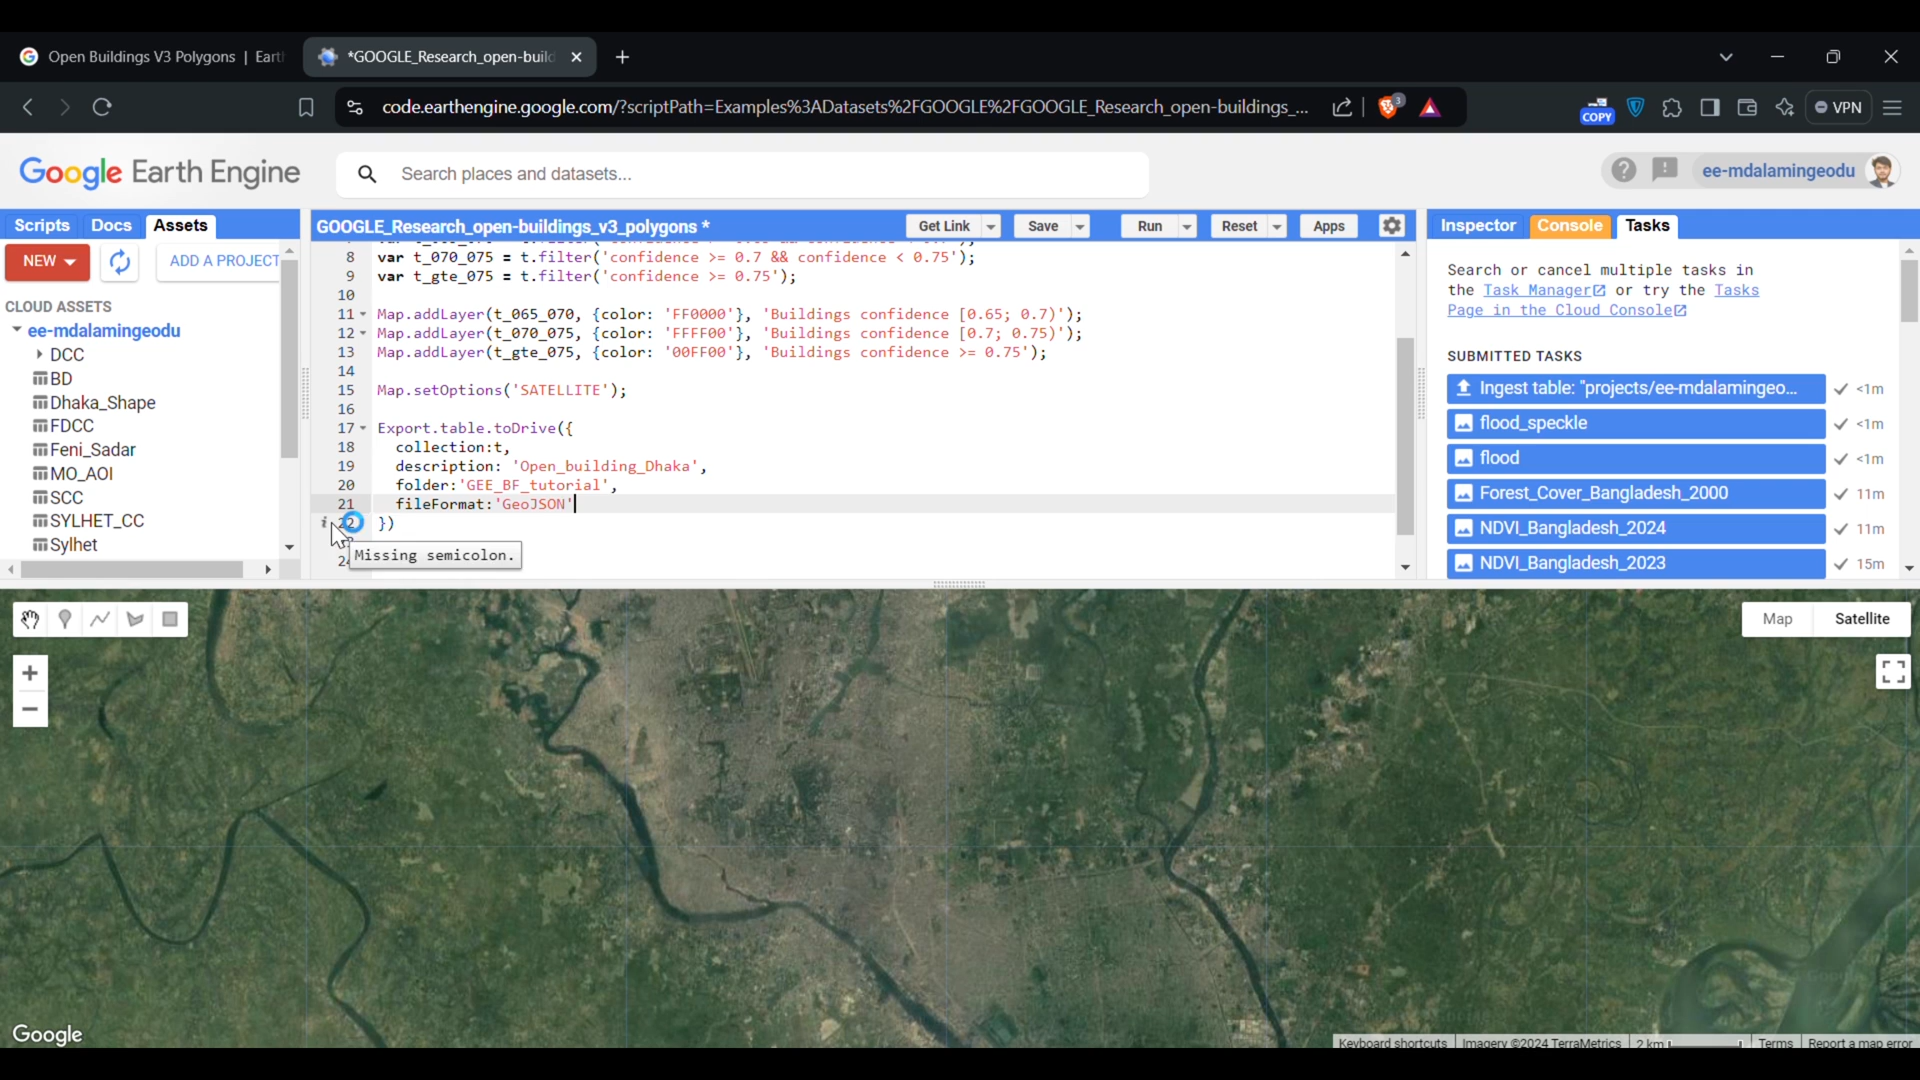 Open Buildings V3 Polygons | Eart
*GOOGLE_Research_open-build
code.earthengine.google.com/?scriptPath=Examples%3ADatasets%2FGOOGLE%2FGOOGLE_Research_open-buildings_...
3
COPY
VPN
Google Earth Engine
Search places and datasets...
ee-mdalamingeodu
Scripts Docs Assets
GOOGLE_Research_open-buildings_v3_polygons *
Get Link Save Run Reset Apps
Inspector Console Tasks
NEW
ADD A PROJECT
CLOUD ASSETS
ee-mdalamingeodu
DCC
BD
Dhaka_Shape
FDCC
Feni_Sadar
MO_AOI
SCC
SYLHET_CC
Sylhet
8 var t_070_075 = t.filter('confidence >= 0.7 && confidence < 0.75');
9 var t_gte_075 = t.filter('confidence >= 0.75');
10
11 Map.addLayer(t_065_070, {color: 'FF0000'}, 'Buildings confidence [0.65; 0.7)');
12 Map.addLayer(t_070_075, {color: 'FFFF00'}, 'Buildings confidence [0.7; 0.75)');
13 Map.addLayer(t_gte_075, {color: '00FF00'}, 'Buildings confidence >= 0.75');
14
15 Map.setOptions('SATELLITE');
16
17 Export.table.toDrive({
18 collection:t,
19 description: 'Open_building_Dhaka',
20 folder:'GEE_BF_tutorial',
21 fileFormat:'GeoJSON'
i 22 })
Missing semicolon.
Search or cancel multiple tasks in
the Task Manager or try the Tasks
Page in the Cloud Console
SUBMITTED TASKS
Ingest table: "projects/ee-mdalamingeo... <1m
flood_speckle <1m
flood <1m
Forest_Cover_Bangladesh_2000 11m
NDVI_Bangladesh_2024 11m
NDVI_Bangladesh_2023 15m
Map Satellite
Google
Keyboard shortcuts Imagery ©2024 TerraMetrics 2 km Terms Report a map error